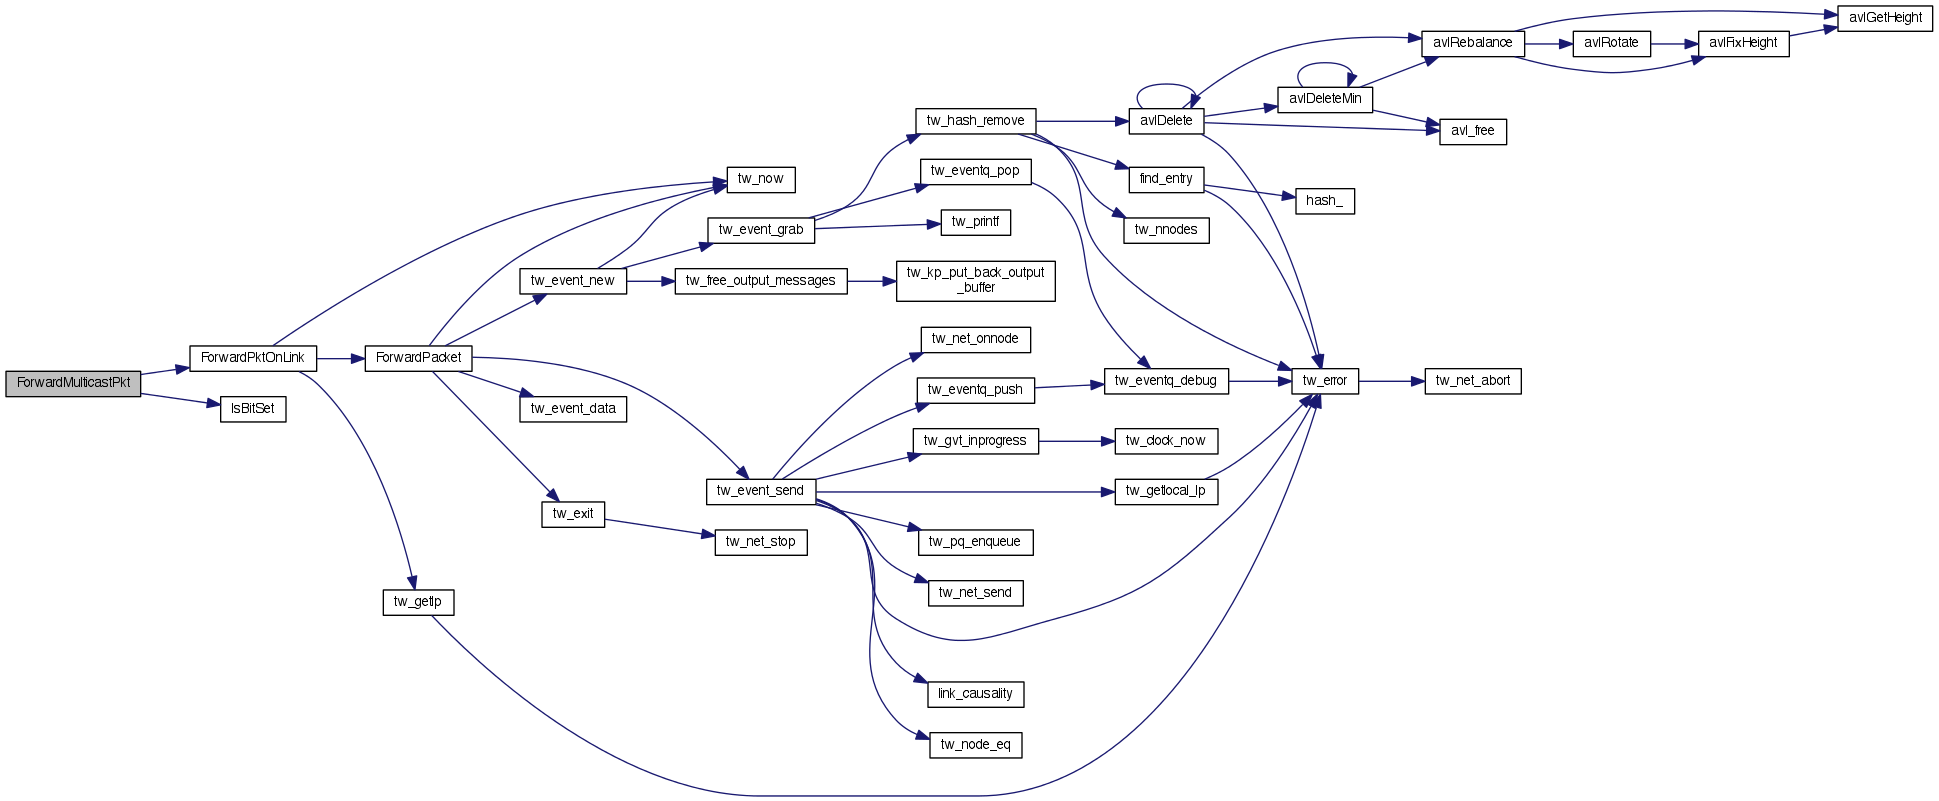 ForwardMulticastPkt
ForwardPktOnLink
IsBitSet
ForwardPacket
tw_getlp
tw_event_new
tw_event_data
tw_exit
tw_now
tw_event_grab
tw_free_output_messages
tw_event_send
tw_net_stop
tw_hash_remove
tw_eventq_pop
tw_printf
tw_kp_put_back_output
_buffer
tw_net_onnode
tw_eventq_push
tw_gvt_inprogress
tw_pq_enqueue
tw_net_send
link_causality
tw_node_eq
avlDelete
find_entry
tw_nnodes
tw_eventq_debug
tw_clock_now
tw_getlocal_lp
avlDeleteMin
hash_
tw_error
avlRebalance
avl_free
tw_net_abort
avlRotate
avlFixHeight
avlGetHeight